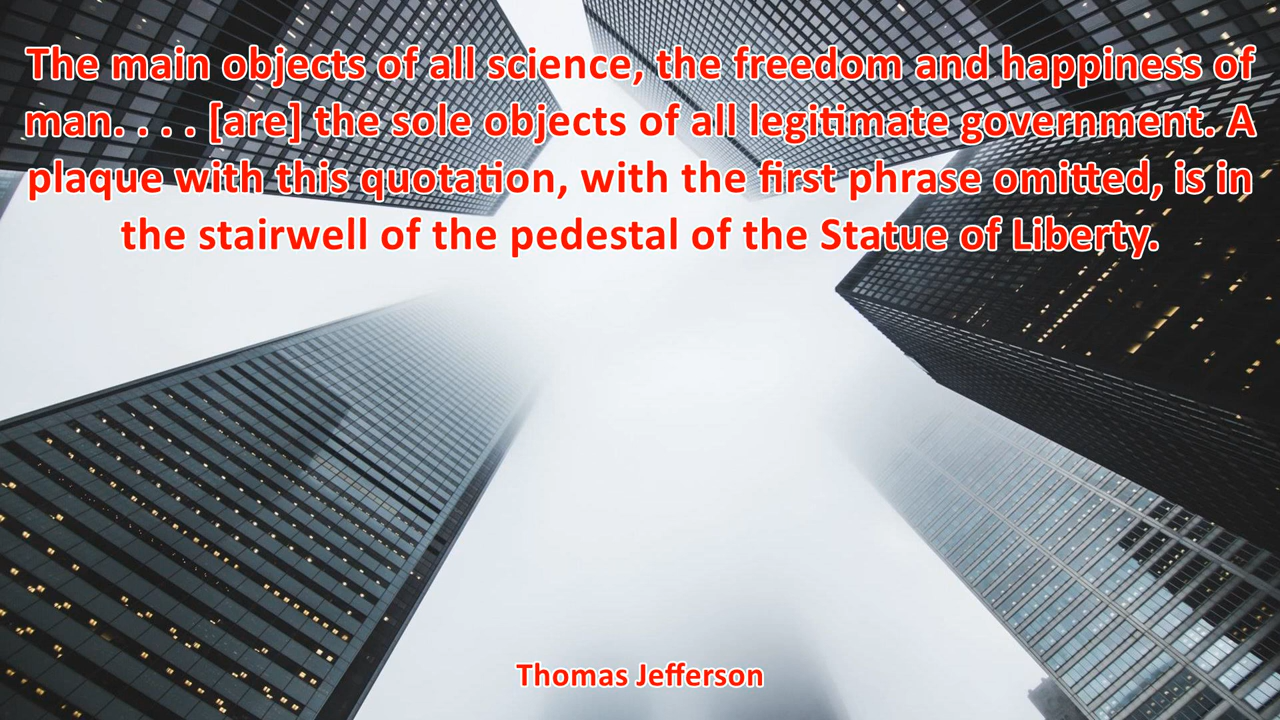 The main objects of all science, the freedom and happiness of
man. . . . [are] the sole objects of all legitimate government. A
plaque with this quotation, with the first phrase omitted, is in
the stairwell of the pedestal of the Statue of Liberty.
Thomas Jefferson